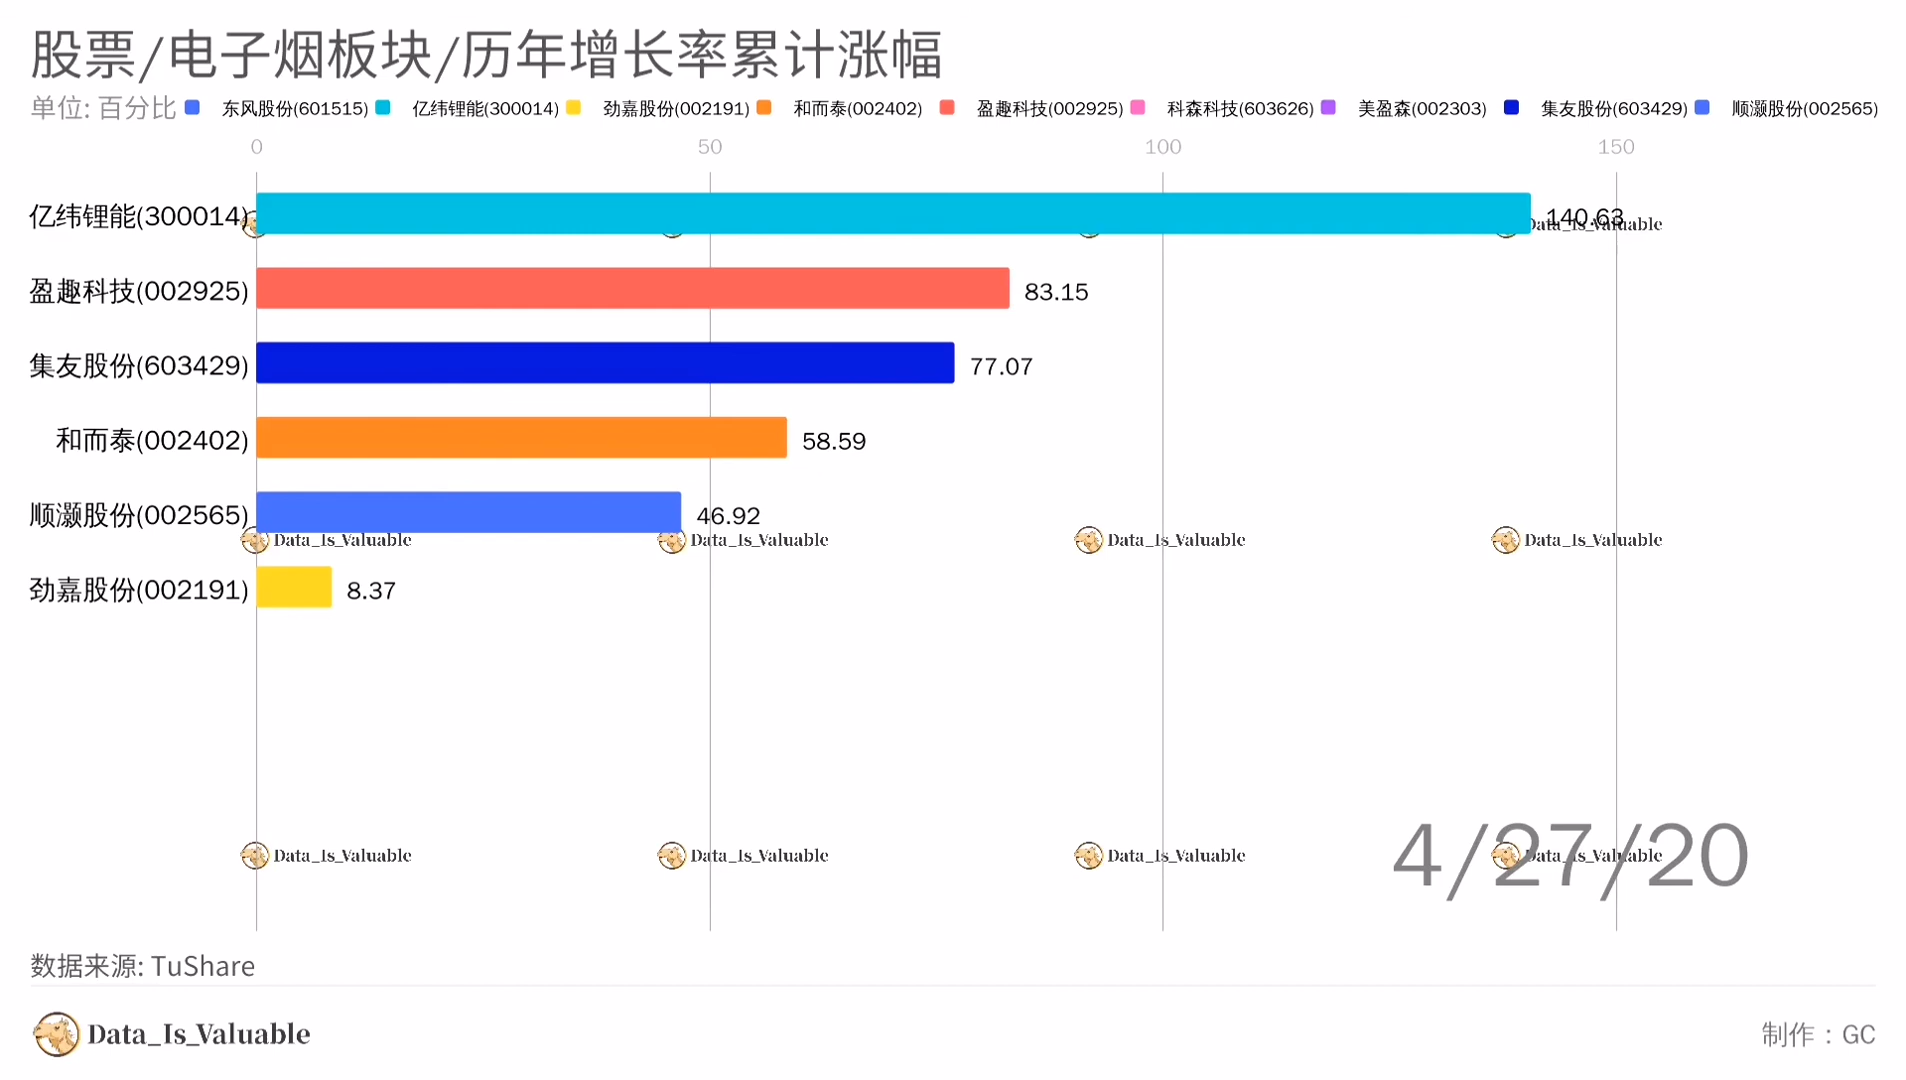 股票/电子烟板块/历年增长率累计涨幅
单位: 百分比 东风股份(601515) 亿纬锂能(300014) 劲嘉股份(002191) 和而泰(002402) 盈趣科技(002925) 科森科技(603626) 美盈森(002303) 集友股份(603429) 顺灏股份(002565)
0 50 100 150
亿纬锂能(300014) 140.63
Data_Is_Valuable
盈趣科技(002925) 83.15
集友股份(603429) 77.07
和而泰(002402) 58.59
顺灏股份(002565) 46.92
Data_Is_Valuable Data_Is_Valuable Data_Is_Valuable Data_Is_Valuable
劲嘉股份(002191) 8.37
Data_Is_Valuable Data_Is_Valuable Data_Is_Valuable Data_Is_Valuable
4/27/20
数据来源: TuShare
Data_Is_Valuable
制作：GC